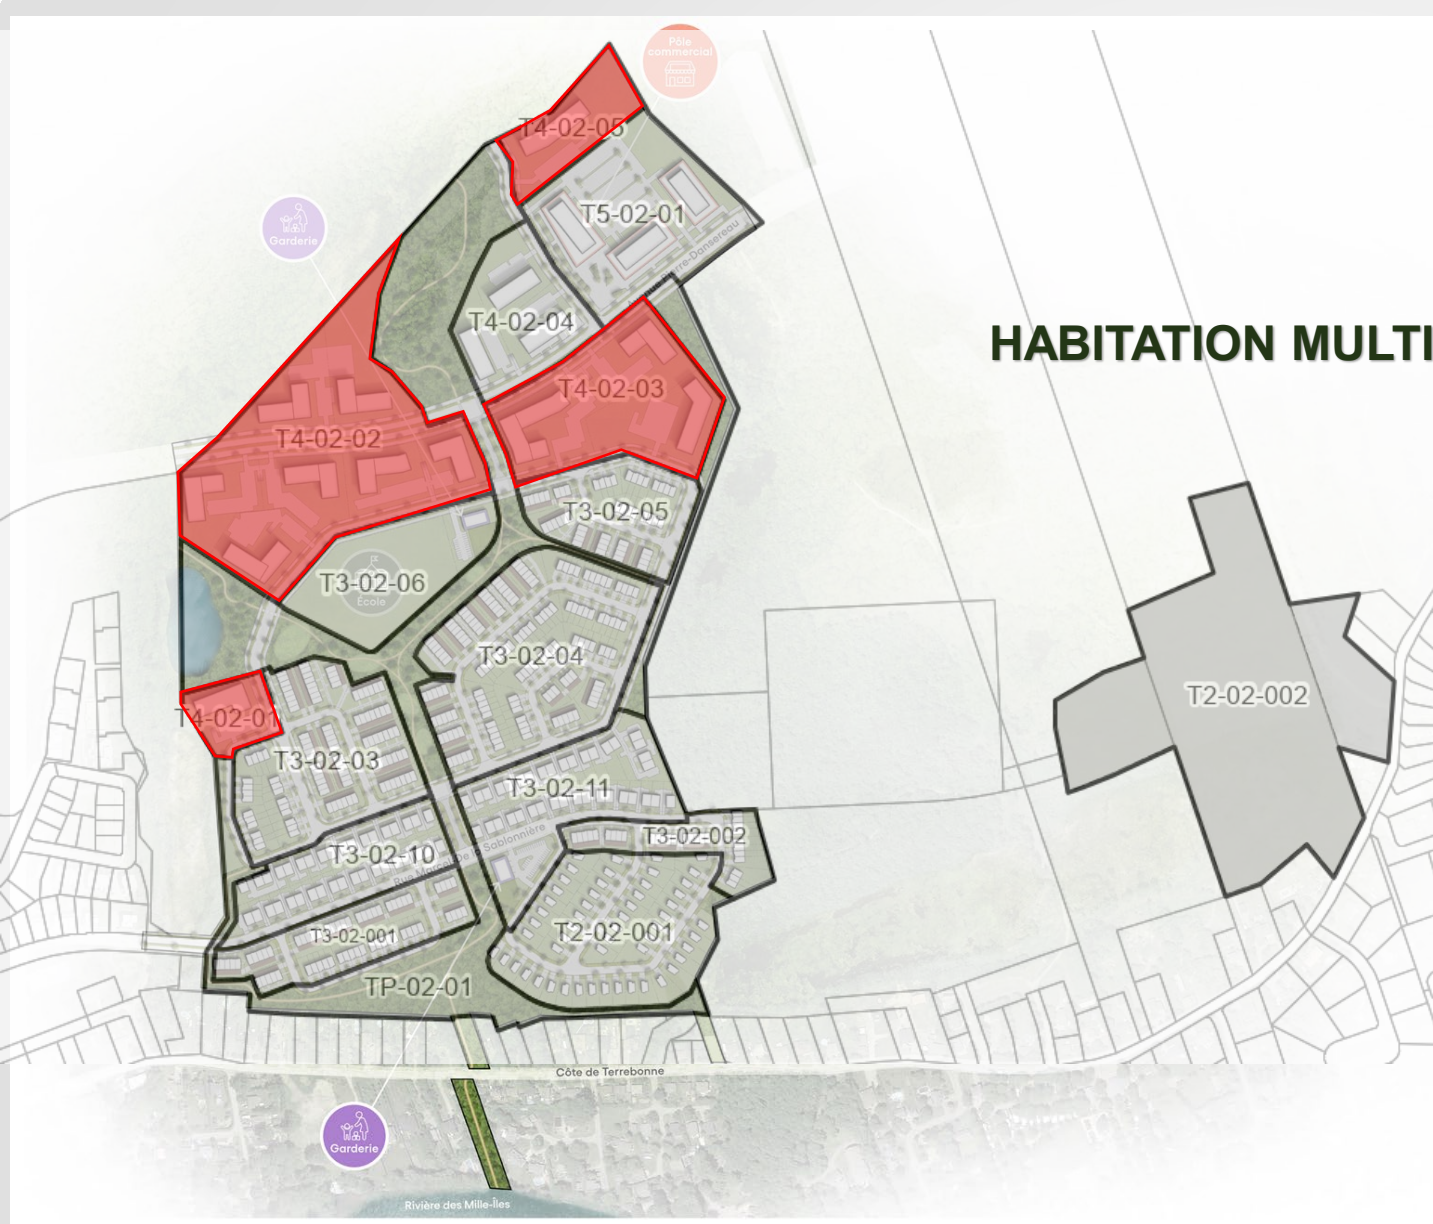 Pôle
commercial
T4-02-05
T5-02-01
Garderie
T4-02-04
HABITATION MULTI
T4-02-03
T4-02-02
T3-02-05
T3-02-06
École
T3-02-04
T2-02-002
T4-02-01
T3-02-03
T3-02-11
T3-02-002
T3-02-10
T3-02-001
T2-02-001
TP-02-01
Côte de Terrebonne
Garderie
Rivière des Mille-Îles